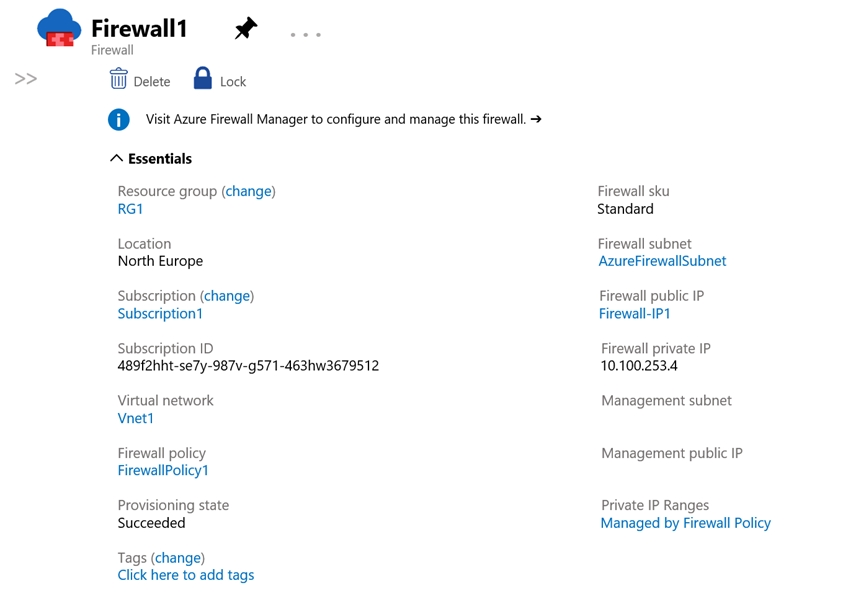 Firewall1
Firewall
>>
Delete
Lock
Visit Azure Firewall Manager to configure and manage this firewall. →
Essentials
Resource group (change)
RG1
Location
North Europe
Subscription (change)
Subscription1
Subscription ID
489f2hht-se7y-987v-g571-463hw3679512
Virtual network
Vnet1
Firewall policy
FirewallPolicy1
Provisioning state
Succeeded
Tags (change)
Click here to add tags
Firewall sku
Standard
Firewall subnet
AzureFirewallSubnet
Firewall public IP
Firewall-IP1
Firewall private IP
10.100.253.4
Management subnet
Management public IP
Private IP Ranges
Managed by Firewall Policy